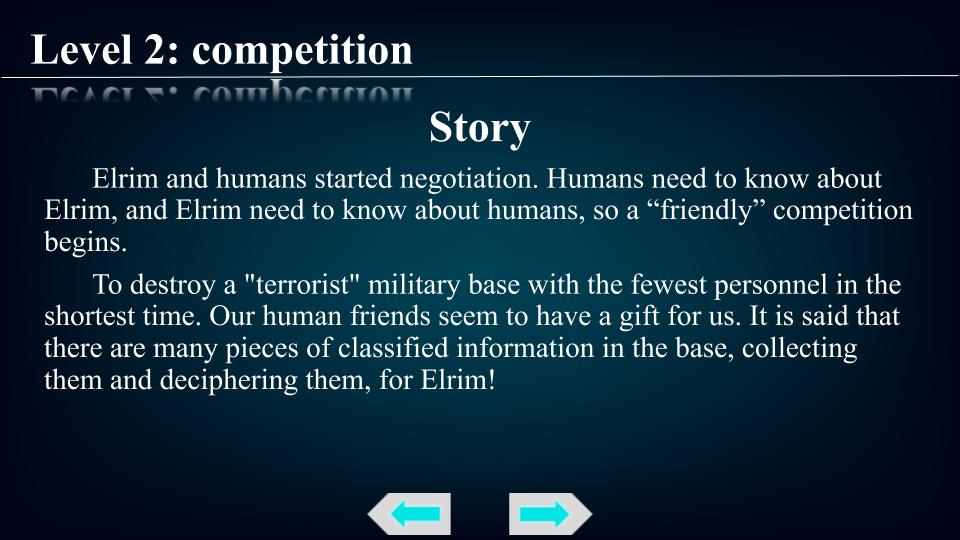 Level 2: competition
Story
Elrim and humans started negotiation. Humans need to know about
Elrim, and Elrim need to know about humans, so a “friendly” competition
begins.
To destroy a "terrorist" military base with the fewest personnel in the
shortest time. Our human friends seem to have a gift for us. It is said that
there are many pieces of classified information in the base, collecting
them and deciphering them, for Elrim!